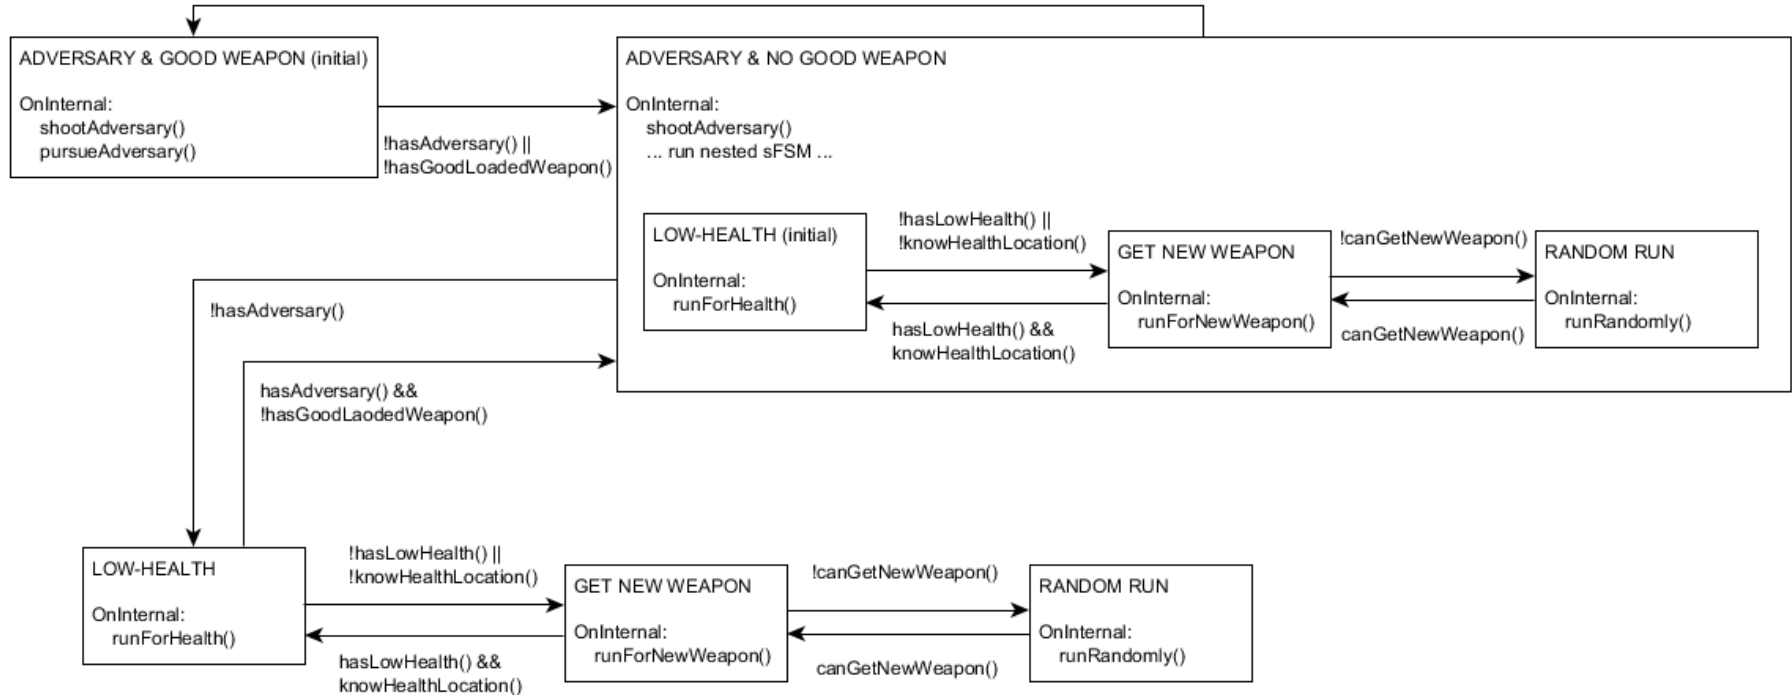 ADVERSARY & GOOD WEAPON (initial)
OnInternal:
shootAdversary()
pursueAdversary()
!hasAdversary() ||
!hasGoodLoadedWeapon()
ADVERSARY & NO GOOD WEAPON
OnInternal:
shootAdversary()
... run nested sFSM ...
LOW-HEALTH (initial)
OnInternal:
runForHealth()
!hasLowHealth() ||
!knowHealthLocation()
hasLowHealth() &&
knowHealthLocation()
GET NEW WEAPON
OnInternal:
runForNewWeapon()
!canGetNewWeapon()
canGetNewWeapon()
RANDOM RUN
OnInternal:
runRandomly()
!hasAdversary()
hasAdversary() &&
!hasGoodLaodedWeapon()
LOW-HEALTH
OnInternal:
runForHealth()
!hasLowHealth() ||
!knowHealthLocation()
hasLowHealth() &&
knowHealthLocation()
GET NEW WEAPON
OnInternal:
runForNewWeapon()
!canGetNewWeapon()
canGetNewWeapon()
RANDOM RUN
OnInternal:
runRandomly()